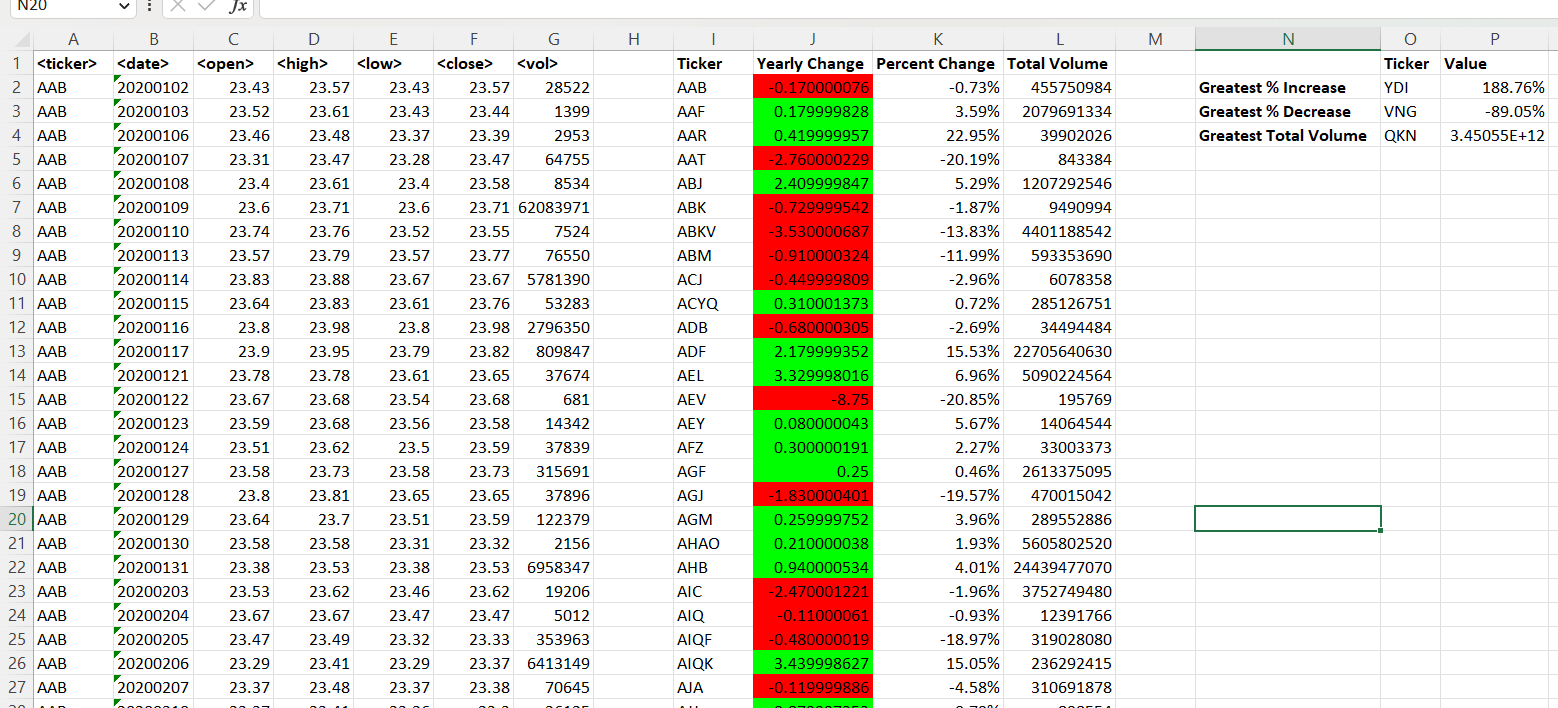 N20 fx
A B C D E F G H I J K L M N O P
1 <ticker> <date> <open> <high> <low> <close> <vol> Ticker Yearly Change Percent Change Total Volume Ticker Value
2 AAB 20200102 23.43 23.57 23.43 23.57 28522 AAB -0.170000076 -0.73% 455750984 Greatest % Increase YDI 188.76%
3 AAB 20200103 23.52 23.61 23.43 23.44 1399 AAF 0.179999828 3.59% 2079691334 Greatest % Decrease VNG -89.05%
4 AAB 20200106 23.46 23.48 23.37 23.39 2953 AAR 0.419999957 22.95% 39902026 Greatest Total Volume QKN 3.45055E+12
5 AAB 20200107 23.31 23.47 23.28 23.47 64755 AAT -2.760000229 -20.19% 843384
6 AAB 20200108 23.4 23.61 23.4 23.58 8534 ABJ 2.409999847 5.29% 1207292546
7 AAB 20200109 23.6 23.71 23.6 23.71 62083971 ABK -0.729999542 -1.87% 9490994
8 AAB 20200110 23.74 23.76 23.52 23.55 7524 ABKV -3.530000687 -13.83% 4401188542
9 AAB 20200113 23.57 23.79 23.57 23.77 76550 ABM -0.910000324 -11.99% 593353690
10 AAB 20200114 23.83 23.88 23.67 23.67 5781390 ACJ -0.449999809 -2.96% 6078358
11 AAB 20200115 23.64 23.83 23.61 23.76 53283 ACYQ 0.310001373 0.72% 285126751
12 AAB 20200116 23.8 23.98 23.8 23.98 2796350 ADB -0.680000305 -2.69% 34494484
13 AAB 20200117 23.9 23.95 23.79 23.82 809847 ADF 2.179999352 15.53% 22705640630
14 AAB 20200121 23.78 23.78 23.61 23.65 37674 AEL 3.329998016 6.96% 5090224564
15 AAB 20200122 23.67 23.68 23.54 23.68 681 AEV -8.75 -20.85% 195769
16 AAB 20200123 23.59 23.68 23.56 23.58 14342 AEY 0.080000043 5.67% 14064544
17 AAB 20200124 23.51 23.62 23.5 23.59 37839 AFZ 0.300000191 2.27% 33003373
18 AAB 20200127 23.58 23.73 23.58 23.73 315691 AGF 0.25 0.46% 2613375095
19 AAB 20200128 23.8 23.81 23.65 23.65 37896 AGJ -1.830000401 -19.57% 470015042
20 AAB 20200129 23.64 23.7 23.51 23.59 122379 AGM 0.259999752 3.96% 289552886
21 AAB 20200130 23.58 23.58 23.31 23.32 2156 AHAO 0.210000038 1.93% 5605802520
22 AAB 20200131 23.38 23.53 23.38 23.53 6958347 AHB 0.940000534 4.01% 24439477070
23 AAB 20200203 23.53 23.62 23.46 23.62 19206 AIC -2.470001221 -1.96% 3752749480
24 AAB 20200204 23.67 23.67 23.47 23.47 5012 AIQ -0.11000061 -0.93% 12391766
25 AAB 20200205 23.47 23.49 23.32 23.33 353963 AIQF -0.480000019 -18.97% 319028080
26 AAB 20200206 23.29 23.41 23.29 23.37 6413149 AIQK 3.439998627 15.05% 236292415
27 AAB 20200207 23.37 23.48 23.37 23.38 70645 AJA -0.119999886 -4.58% 310691878